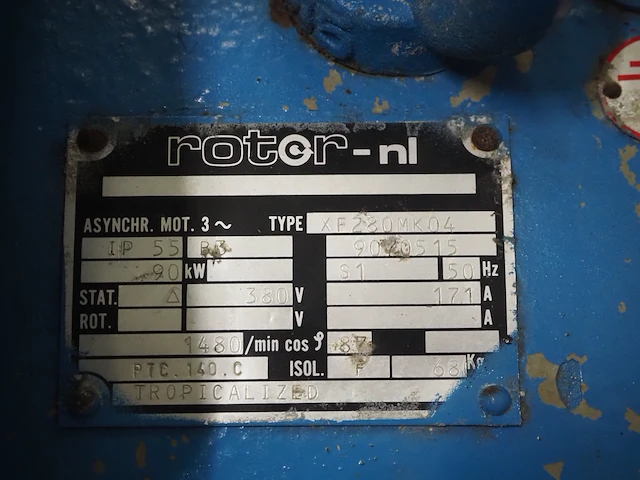 rotor-nl
ASYNCHR. MOT. 3~ TYPE XF280MK04
IP 55 B3 9020515
90 kW S1 50 Hz
STAT. △ 380 V 171 A
ROT. V A
1480 /min cos φ 87
PTC.140.C ISOL. F Kg
TROPICALIZED